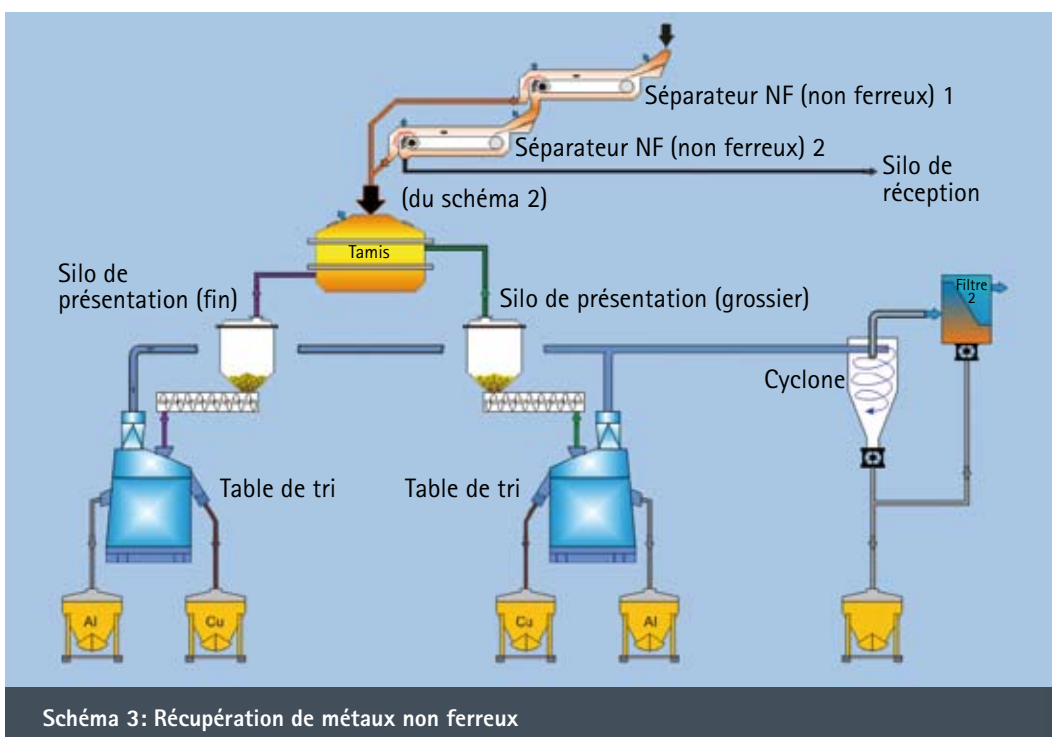 Séparateur NF (non ferreux) 1
Séparateur NF (non ferreux) 2
Silo de
réception
(du schéma 2)
Tamis
Silo de
présentation (fin)
Silo de présentation (grossier)
Filtre
2
Cyclone
Table de tri
Table de tri
Al
Cu
Cu
Al
Schéma 3: Récupération de métaux non ferreux